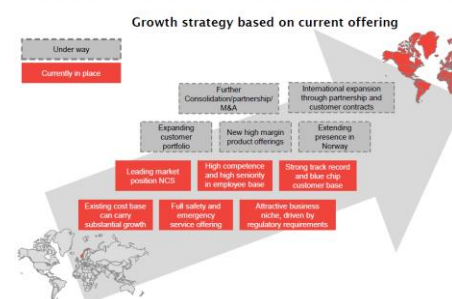 Growth strategy based on current offering
Under way
Currently in place
Further
Consolidation/partnership/
M&A
International expansion
through partnership and
customer contracts
Expanding
customer
portfolio
New high margin
product offerings
Extending
presence in
Norway
Leading market
position NCS
High competence
and high seniority
in employee base
Strong track record
and blue chip
customer base
Existing cost base can
carry
substantial growth
Full safety and
emergency
service offering
Attractive business
niche, driven by
regulatory requirements